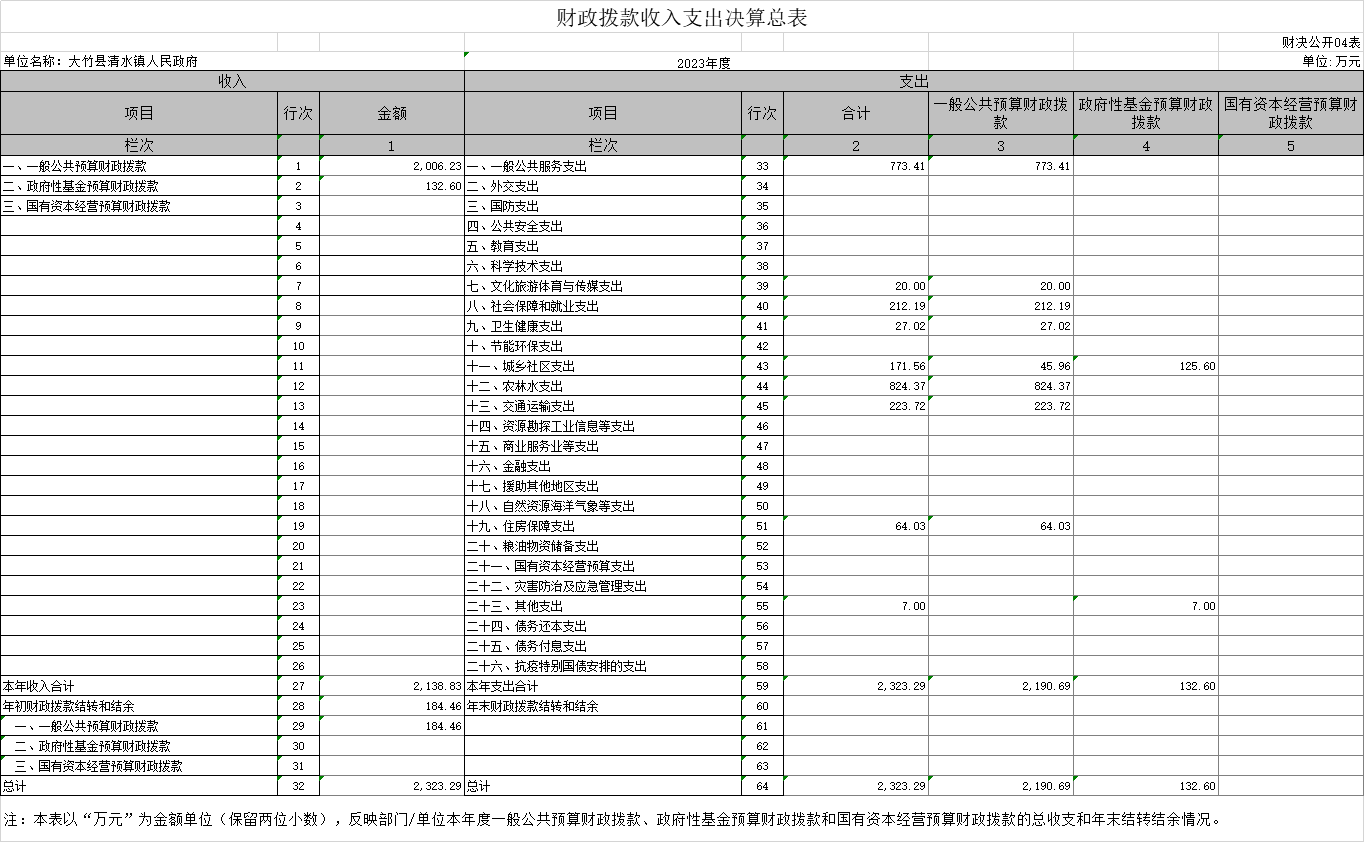 财政拨款收入支出决算总表
财决公开04表
单位名称：大竹县清水镇人民政府 2023年度 单位:万元
收入 支出
项目 行次 金额 项目 行次 合计 一般公共预算财政拨款 政府性基金预算财政拨款 国有资本经营预算财政拨款
栏次 1 栏次 2 3 4 5
一、一般公共预算财政拨款 1 2,006.23 一、一般公共服务支出 33 773.41 773.41
二、政府性基金预算财政拨款 2 132.60 二、外交支出 34
三、国有资本经营预算财政拨款 3 三、国防支出 35
4 四、公共安全支出 36
5 五、教育支出 37
6 六、科学技术支出 38
7 七、文化旅游体育与传媒支出 39 20.00 20.00
8 八、社会保障和就业支出 40 212.19 212.19
9 九、卫生健康支出 41 27.02 27.02
10 十、节能环保支出 42
11 十一、城乡社区支出 43 171.56 45.96 125.60
12 十二、农林水支出 44 824.37 824.37
13 十三、交通运输支出 45 223.72 223.72
14 十四、资源勘探工业信息等支出 46
15 十五、商业服务业等支出 47
16 十六、金融支出 48
17 十七、援助其他地区支出 49
18 十八、自然资源海洋气象等支出 50
19 十九、住房保障支出 51 64.03 64.03
20 二十、粮油物资储备支出 52
21 二十一、国有资本经营预算支出 53
22 二十二、灾害防治及应急管理支出 54
23 二十三、其他支出 55 7.00 7.00
24 二十四、债务还本支出 56
25 二十五、债务付息支出 57
26 二十六、抗疫特别国债安排的支出 58
本年收入合计 27 2,138.83 本年支出合计 59 2,323.29 2,190.69 132.60
年初财政拨款结转和结余 28 184.46 年末财政拨款结转和结余 60
一、一般公共预算财政拨款 29 184.46 61
二、政府性基金预算财政拨款 30 62
三、国有资本经营预算财政拨款 31 63
总计 32 2,323.29 总计 64 2,323.29 2,190.69 132.60
注：本表以“万元”为金额单位（保留两位小数），反映部门/单位本年度一般公共预算财政拨款、政府性基金预算财政拨款和国有资本经营预算财政拨款的总收支和年末结转结余情况。